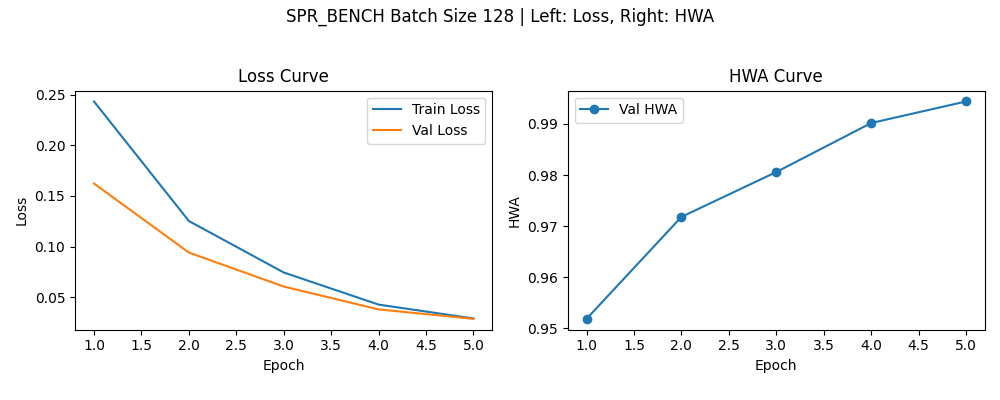 SPR_BENCH Batch Size 128 | Left: Loss, Right: HWA
Loss Curve
Loss
0.25
0.20
0.15
0.10
0.05
Train Loss
Val Loss
1.0 1.5 2.0 2.5 3.0 3.5 4.0 4.5 5.0
Epoch
HWA Curve
HWA
0.99
0.98
0.97
0.96
0.95
Val HWA
1.0 1.5 2.0 2.5 3.0 3.5 4.0 4.5 5.0
Epoch